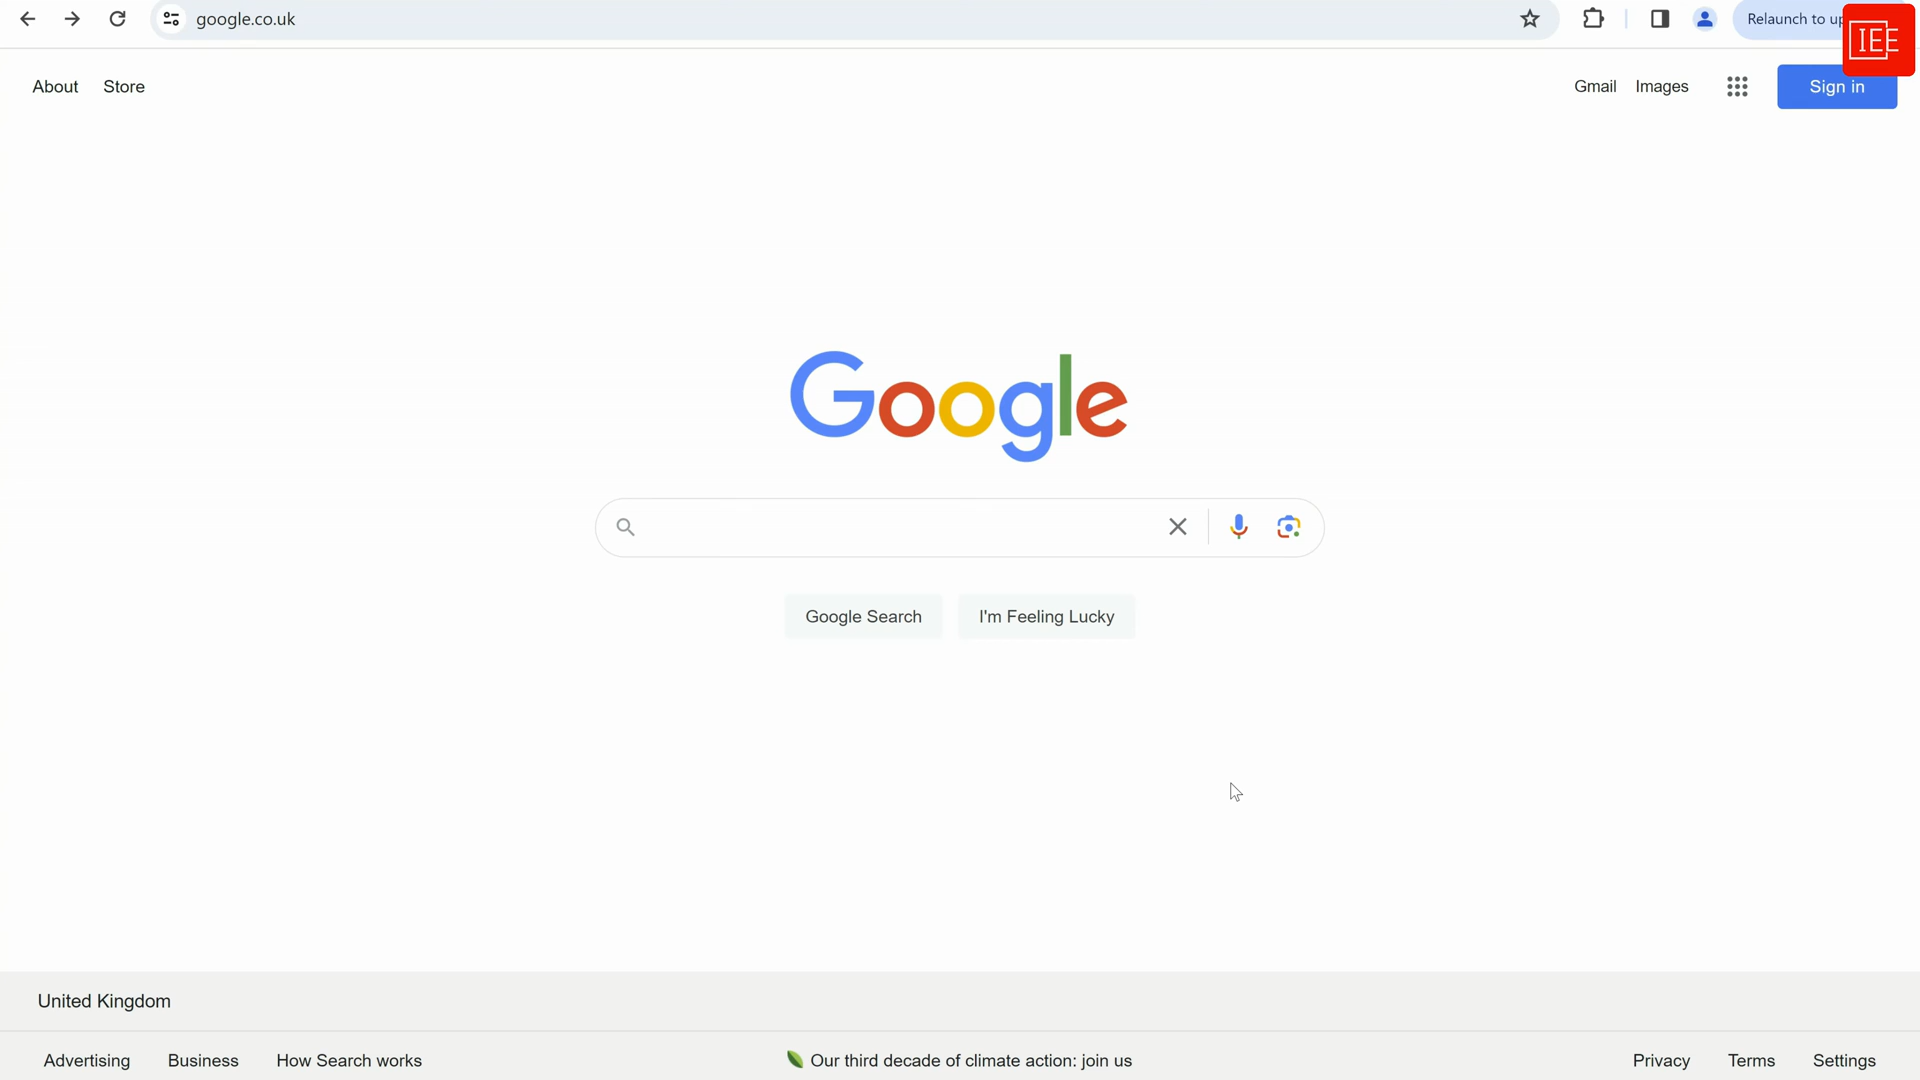 google.co.uk
Relaunch to
IEE
About Store
Gmail Images
Sign in
Google
Google Search I'm Feeling Lucky
United Kingdom
Advertising Business How Search works
Our third decade of climate action: join us
Privacy Terms Settings